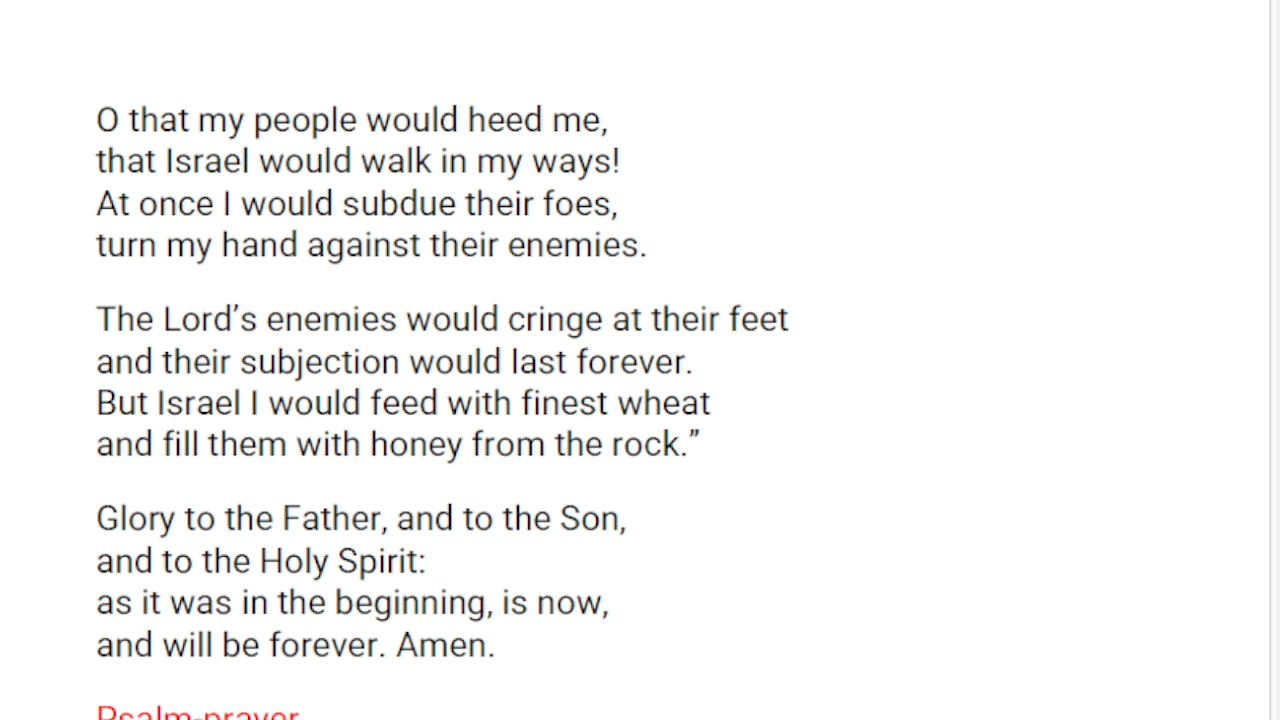 O that my people would heed me,
that Israel would walk in my ways!
At once I would subdue their foes,
turn my hand against their enemies.
The Lord’s enemies would cringe at their feet
and their subjection would last forever.
But Israel I would feed with finest wheat
and fill them with honey from the rock.”
Glory to the Father, and to the Son,
and to the Holy Spirit:
as it was in the beginning, is now,
and will be forever. Amen.
Psalm-prayer